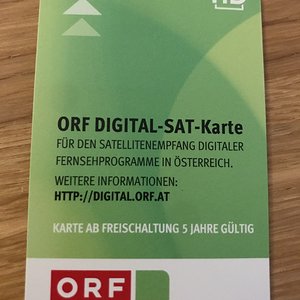 HD
ORF DIGITAL-SAT-Karte
FÜR DEN SATELLITENEMPFANG DIGITALER
FERNSEHPROGRAMME IN ÖSTERREICH.
WEITERE INFORMATIONEN:
HTTP://DIGITAL.ORF.AT
KARTE AB FREISCHALTUNG 5 JAHRE GÜLTIG
ORF